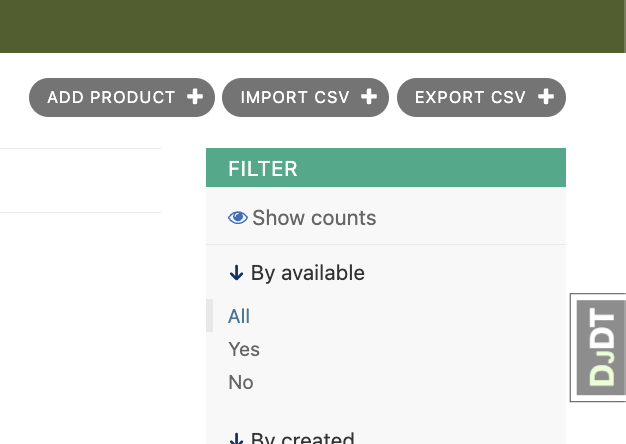 ADD PRODUCT
IMPORT CSV
EXPORT CSV
FILTER
Show counts
By available
All
Yes
No
By created
DJDT